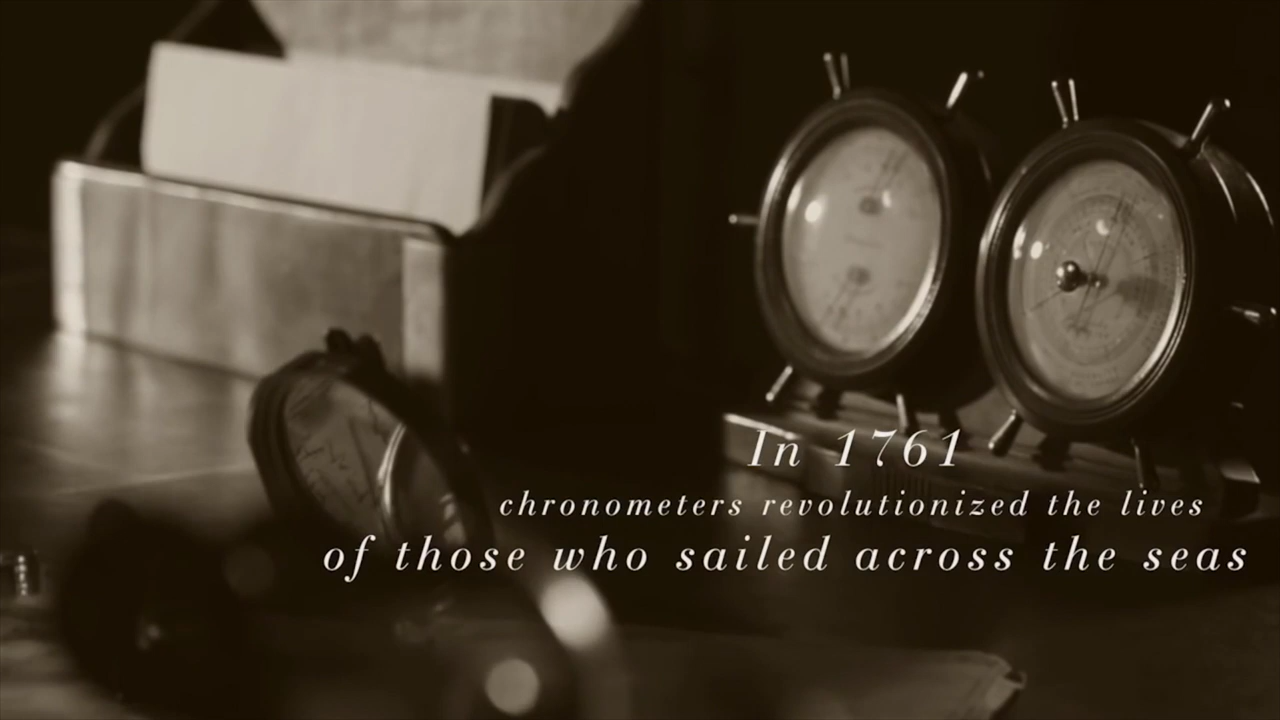 In 1761
chronometers revolutionized the lives
of those who sailed across the seas